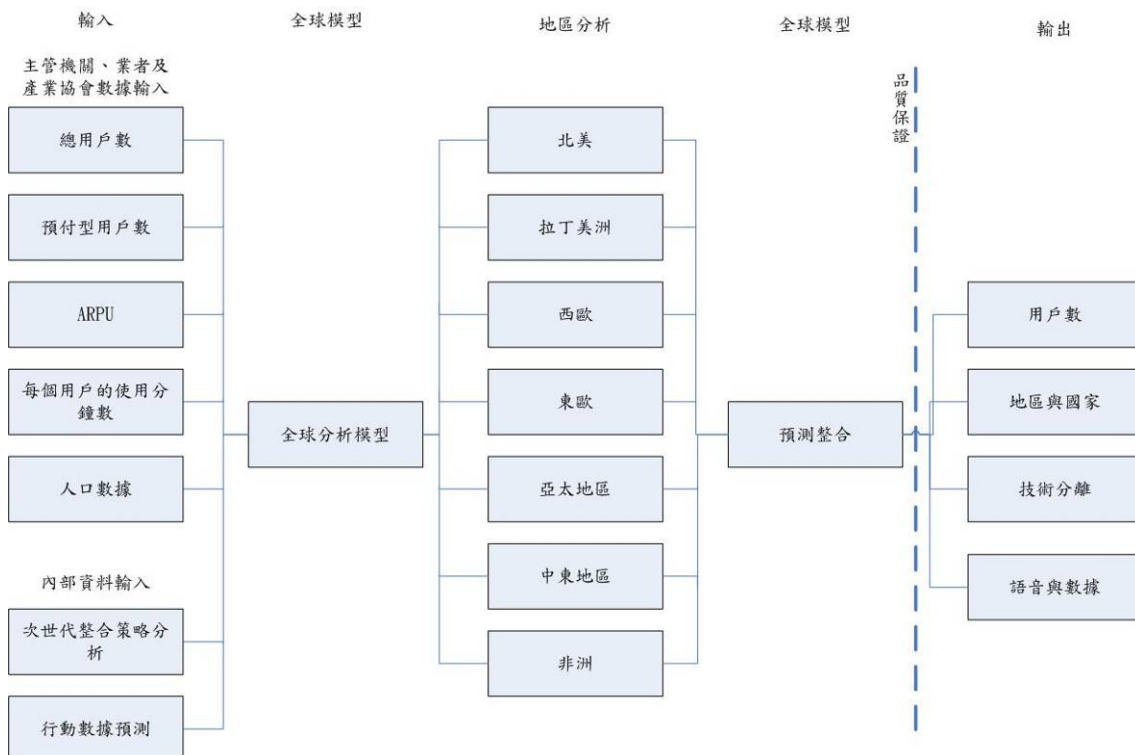 輸入
全球模型
地區分析
全球模型
輸出
主管機關、業者及
產業協會數據輸入
總用戶數
預付型用戶數
ARPU
每個用戶的使用分
鐘數
人口數據
內部資料輸入
次世代整合策略分
析
行動數據預測
全球分析模型
北美
拉丁美洲
西歐
東歐
亞太地區
中東地區
非洲
預測整合
品質保證
用戶數
地區與國家
技術分離
語音與數據